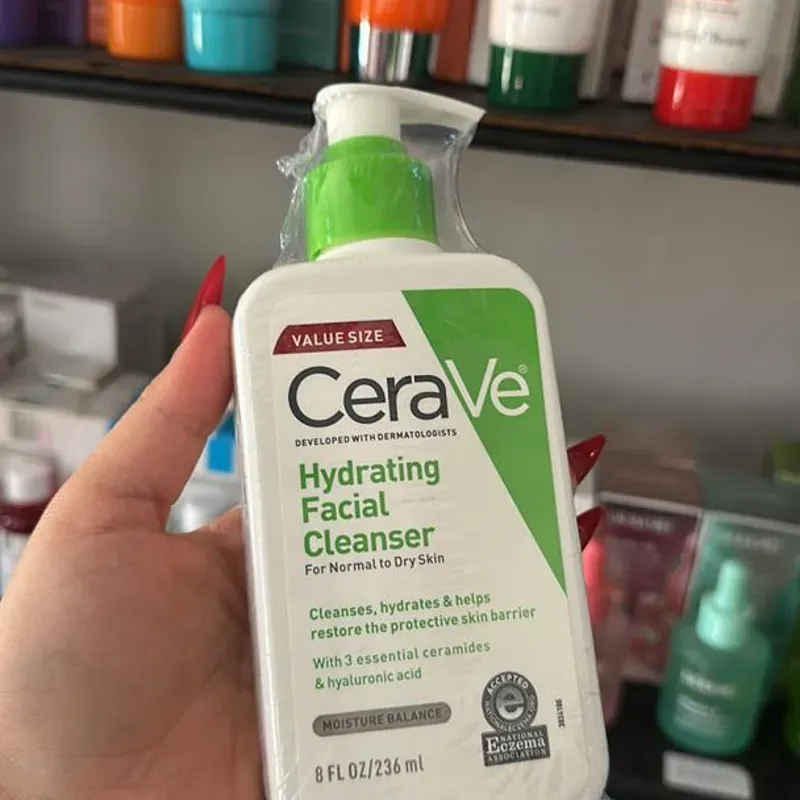 VALUE SIZE
CeraVe®
DEVELOPED WITH DERMATOLOGISTS
Hydrating
Facial
Cleanser
For Normal to Dry Skin
Cleanses, hydrates & helps
restore the protective skin barrier
With 3 essential ceramides
& hyaluronic acid
MOISTURE BALANCE
8 FL OZ/236 ml
ACCEPTED
e
NATIONAL
Eczema
ASSOCIATION